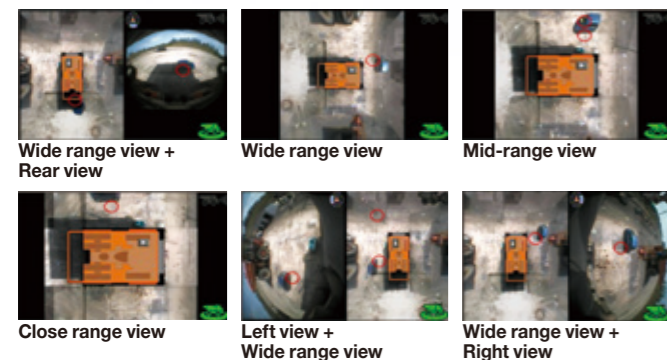 Wide range view +
Rear view
Wide range view
Mid-range view
Close range view
Left view +
Wide range view
Wide range view +
Right view